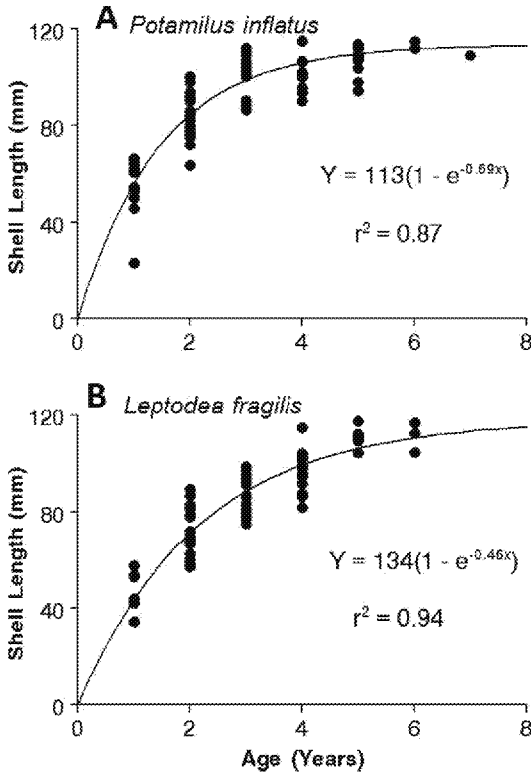 A Potamilus inflatus
120
80
40
0
Shell Length (mm)
Y = 113(1 - e^-0.69x)
r² = 0.87
0 2 4 6 8
B Leptodea fragilis
120
80
40
0
Shell Length (mm)
Y = 134(1 - e^-0.46x)
r² = 0.94
0 2 4 6 8
Age (Years)